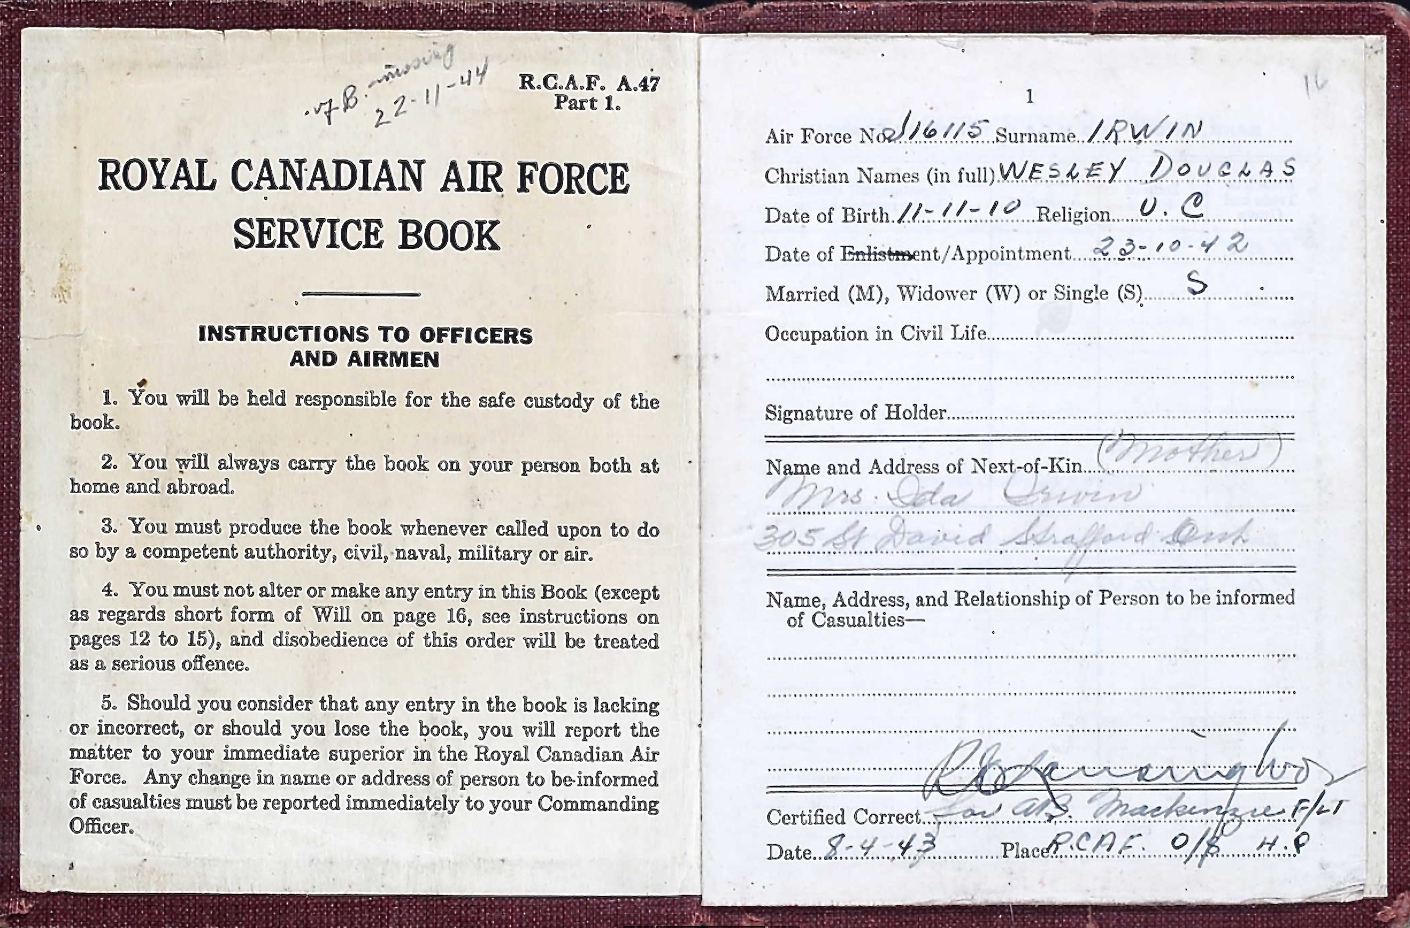 missing
22-11-44
R.C.A.F. A.47
Part 1.
ROYAL CANADIAN AIR FORCE
SERVICE BOOK
INSTRUCTIONS TO OFFICERS
AND AIRMEN
1. You will be held responsible for the safe custody of the
book.
2. You will always carry the book on your person both at
home and abroad.
3. You must produce the book whenever called upon to do
so by a competent authority, civil, naval, military or air.
4. You must not alter or make any entry in this Book (except
as regards short form of Will on page 16, see instructions on
pages 12 to 15), and disobedience of this order will be treated
as a serious offence.
5. Should you consider that any entry in the book is lacking
or incorrect, or should you lose the book, you will report the
matter to your immediate superior in the Royal Canadian Air
Force. Any change in name or address of person to be informed
of casualties must be reported immediately to your Commanding
Officer.
16
1
Air Force No. J16115 Surname IRWIN
Christian Names (in full) WESLEY DOUGLAS
Date of Birth 11-11-10 Religion U.C
Date of Enlistment/Appointment 23-10-42
Married (M), Widower (W) or Single (S) S
Occupation in Civil Life
Signature of Holder
Name and Address of Next-of-Kin (Mother)
Mrs. Ida Irwin
305 St David Stratford Ont
Name, Address, and Relationship of Person to be informed
of Casualties—
Certified Correct for Mackenzie F/LT
Date 8-4-43 Place R.C.A.F. O/S H.Q